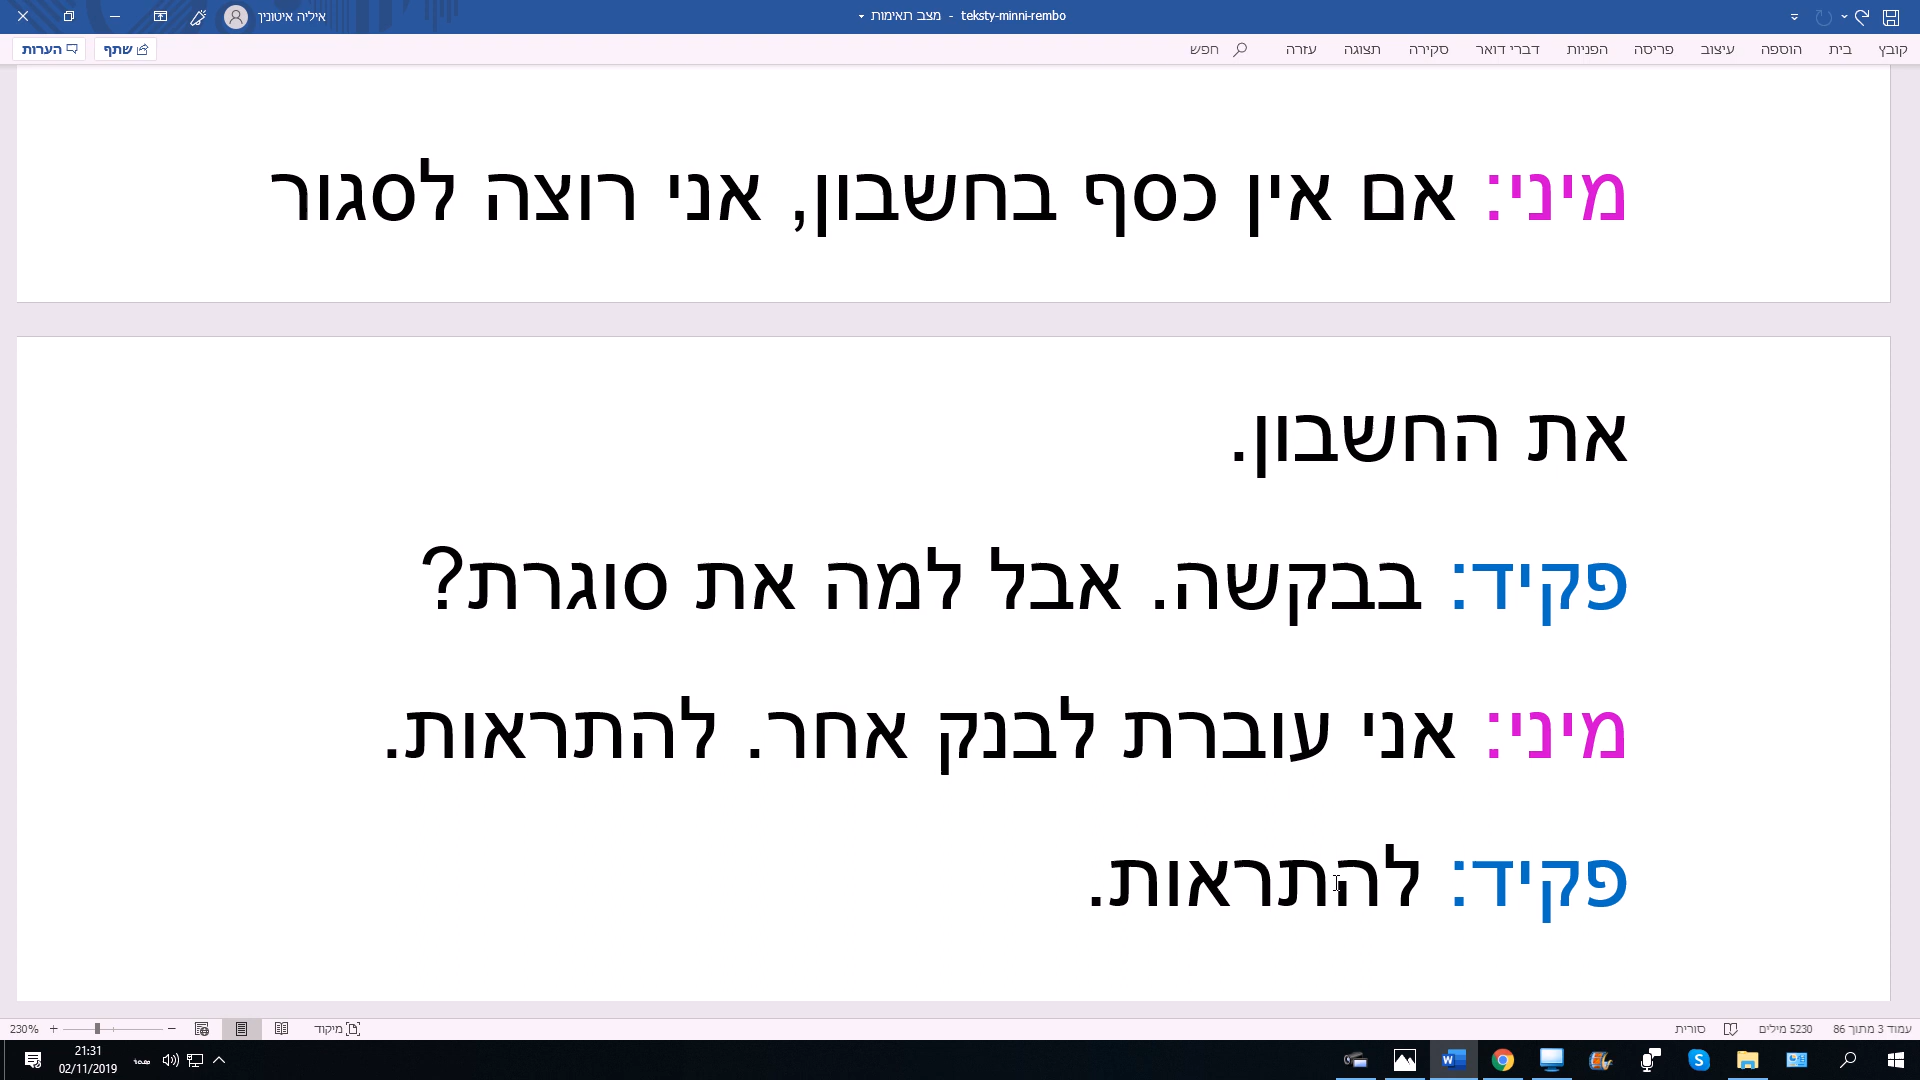 teksty-minni-rembo - מצב תאימות
איליה איטוניך
קובץ בית הוספה עיצוב פריסה הפניות דברי דואר סקירה תצוגה עזרה חפש
שתף הערות
מיני: אם אין כסף בחשבון, אני רוצה לסגור
את החשבון.
פקיד: בבקשה. אבל למה את סוגרת?
מיני: אני עוברת לבנק אחר. להתראות.
פקיד: להתראות.
עמוד 3 מתוך 86 5230 מילים סורית מיקוד 230%
21:31
02/11/2019